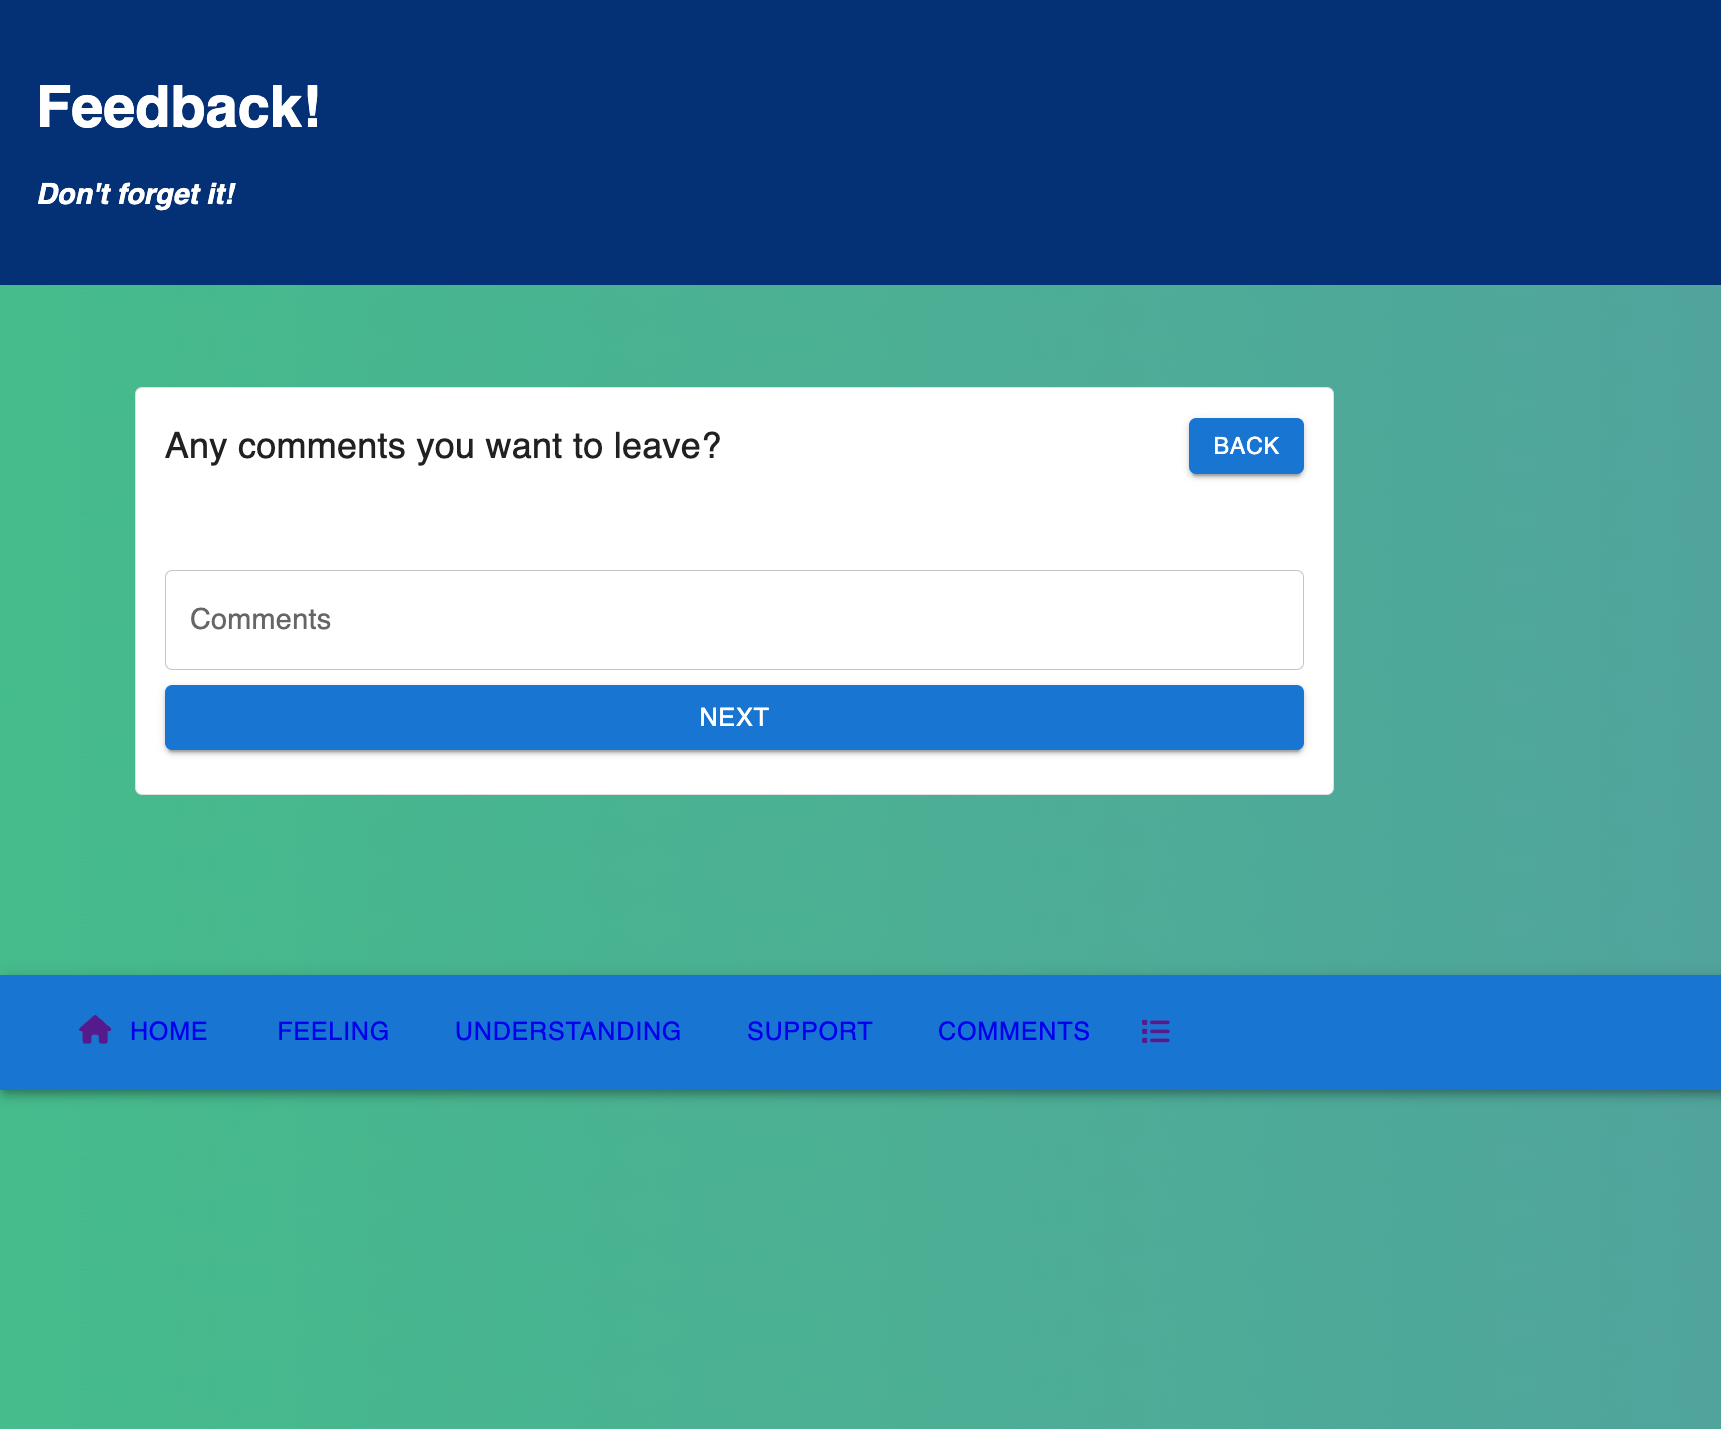 Feedback!
Don't forget it!
Any comments you want to leave?
BACK
Comments
NEXT
HOME FEELING UNDERSTANDING SUPPORT COMMENTS